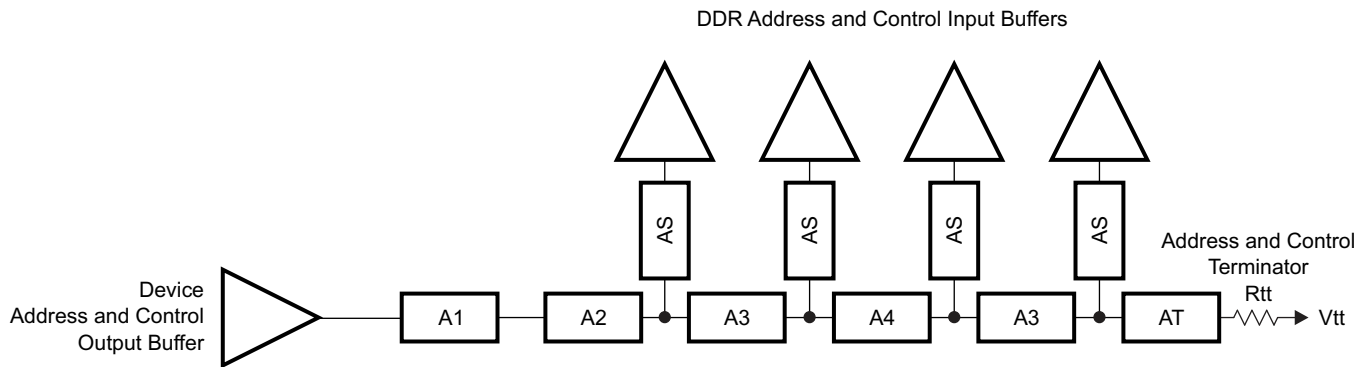 DDR Address and Control Input Buffers
AS
AS
AS
AS
Address and Control
Terminator
Rtt
Vtt
Device
Address and Control
Output Buffer
A1
A2
A3
A4
A3
AT